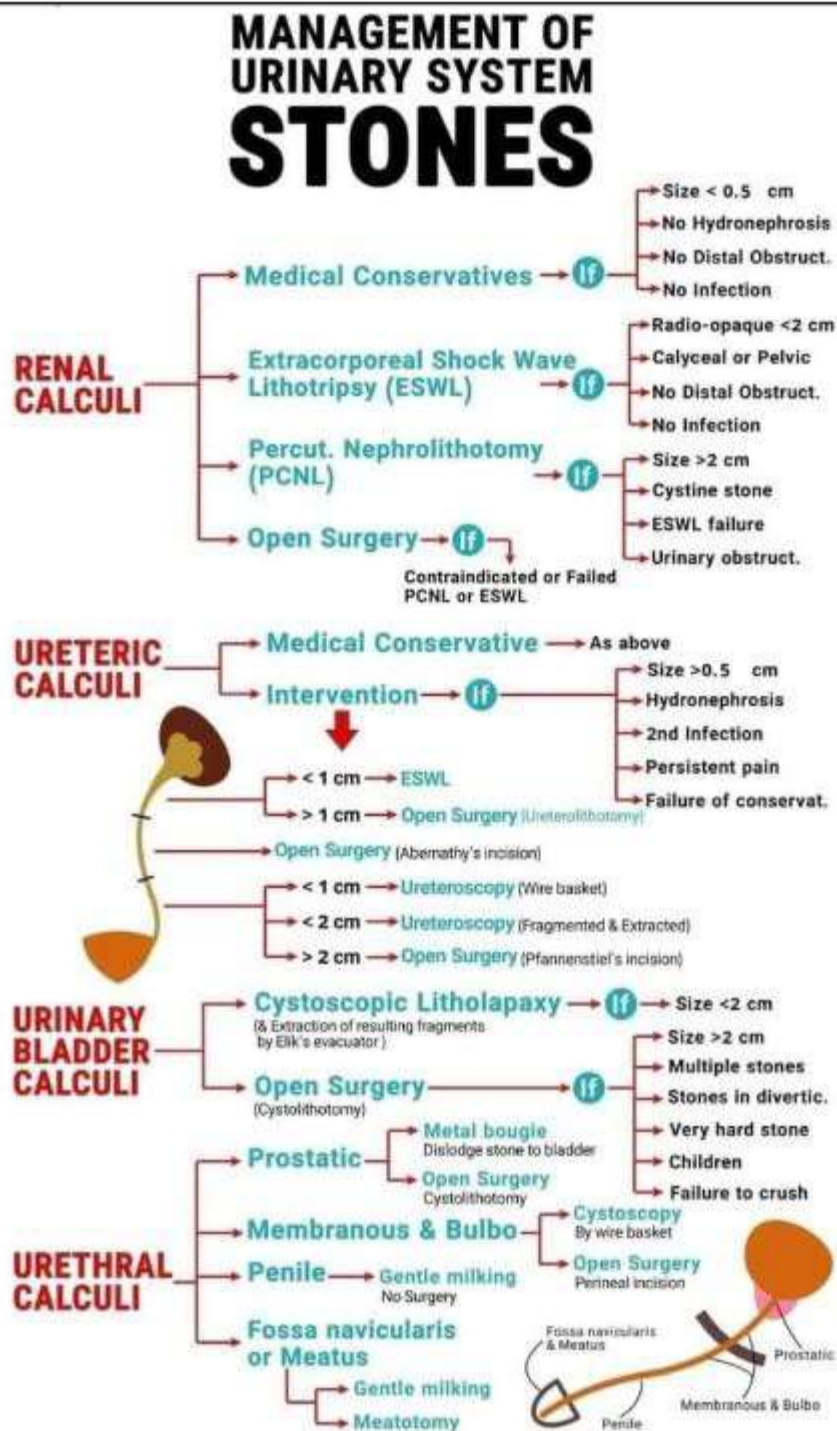 MANAGEMENT OF
URINARY SYSTEM
STONES
RENAL
CALCULI
Medical Conservatives
If
Size < 0.5 cm
No Hydronephrosis
No Distal Obstruct.
No Infection
Extracorporeal Shock Wave
Lithotripsy (ESWL)
If
Radio-opaque <2 cm
Calyceal or Pelvic
No Distal Obstruct.
No Infection
Percut. Nephrolithotomy
(PCNL)
If
Size >2 cm
Cystine stone
ESWL failure
Urinary obstruct.
Open Surgery
If
Contraindicated or Failed
PCNL or ESWL
URETERIC
CALCULI
Medical Conservative
As above
Intervention
If
Size >0.5 cm
Hydronephrosis
2nd Infection
Persistent pain
Failure of conservat.
< 1 cm
ESWL
> 1 cm
Open Surgery (Ureterolithotomy)
Open Surgery (Abernathy's incision)
< 1 cm
Ureteroscopy (Wire basket)
< 2 cm
Ureteroscopy (Fragmented & Extracted)
> 2 cm
Open Surgery (Pfannenstiel's incision)
URINARY
BLADDER
CALCULI
Cystoscopic Litholapaxy
(& Extraction of resulting fragments
by Elik's evacuator )
If
Size <2 cm
Open Surgery
(Cystolithotomy)
If
Size >2 cm
Multiple stones
Stones in divertic.
Very hard stone
Children
Failure to crush
URETHRAL
CALCULI
Prostatic
Metal bougie
Dislodge stone to bladder
Open Surgery
Cystolithotomy
Membranous & Bulbo
Cystoscopy
By wire basket
Open Surgery
Perineal incision
Penile
Gentle milking
No Surgery
Fossa navicularis
or Meatus
Gentle milking
Meatotomy
Fossa navicularis
& Meatus
Penile
Membranous & Bulbo
Prostatic